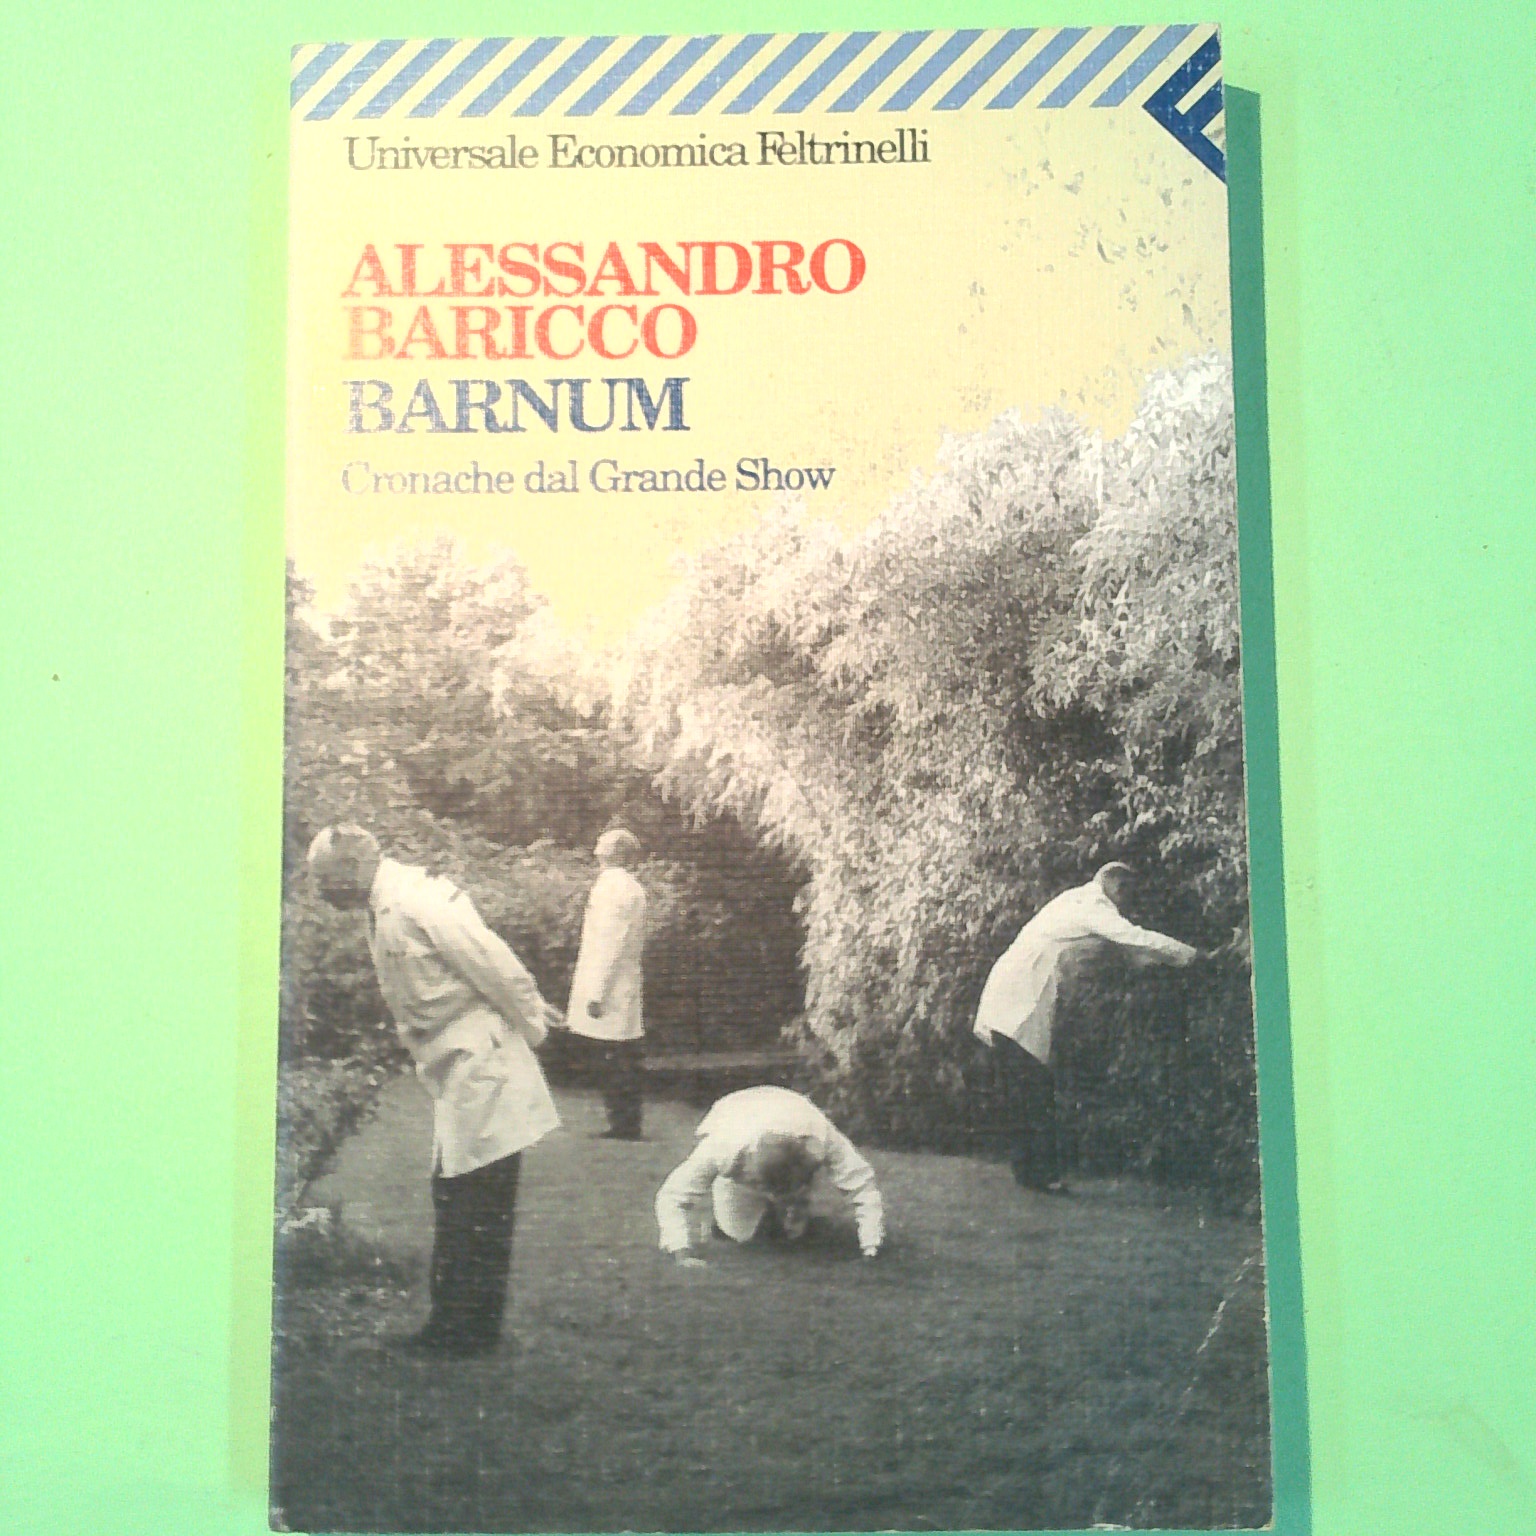 Universale Economica Feltrinelli
ALESSANDRO
BARICCO
BARNUM
Cronache dal Grande Show